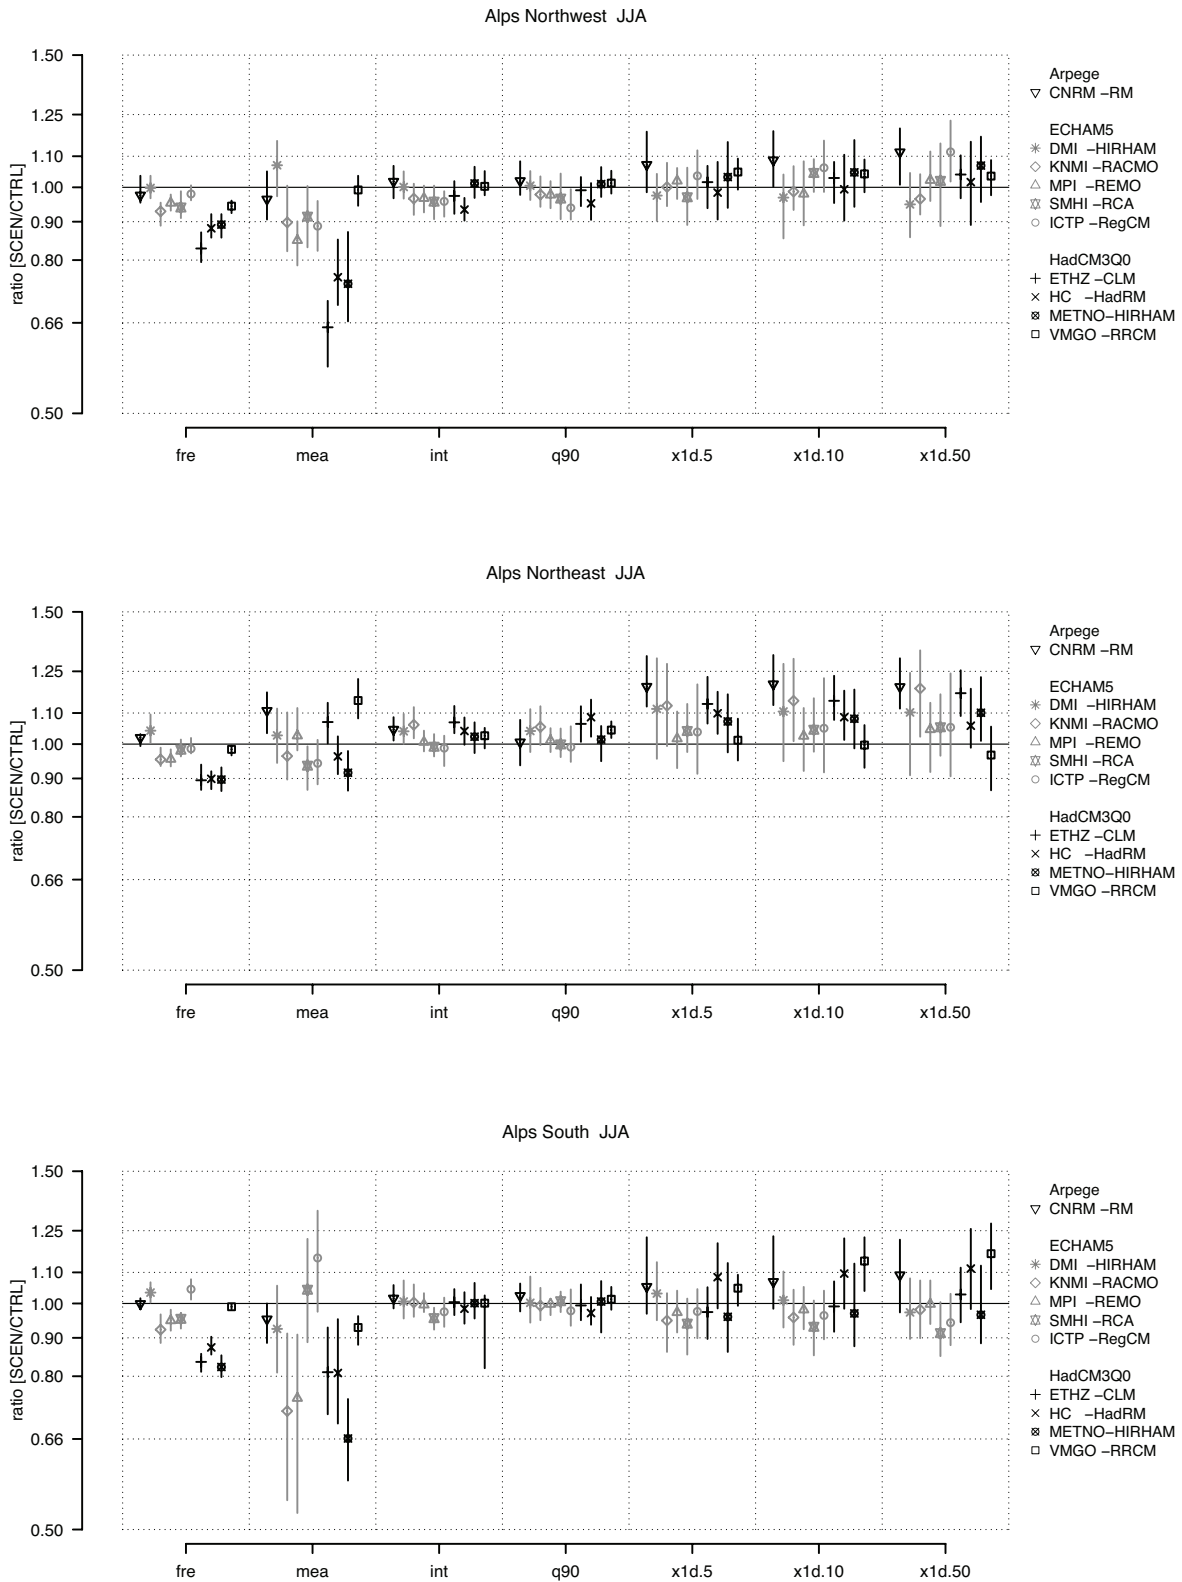 Alps Northwest JJA
ratio [SCEN/CTRL]
1.50
1.25
1.10
1.00
0.90
0.80
0.66
0.50
fre mea int q90 x1d.5 x1d.10 x1d.50
Arpege
CNRM −RM
ECHAM5
DMI −HIRHAM
KNMI −RACMO
MPI −REMO
SMHI −RCA
ICTP −RegCM
HadCM3Q0
ETHZ −CLM
HC −HadRM
METNO−HIRHAM
VMGO −RRCM
Alps Northeast JJA
ratio [SCEN/CTRL]
1.50
1.25
1.10
1.00
0.90
0.80
0.66
0.50
fre mea int q90 x1d.5 x1d.10 x1d.50
Arpege
CNRM −RM
ECHAM5
DMI −HIRHAM
KNMI −RACMO
MPI −REMO
SMHI −RCA
ICTP −RegCM
HadCM3Q0
ETHZ −CLM
HC −HadRM
METNO−HIRHAM
VMGO −RRCM
Alps South JJA
ratio [SCEN/CTRL]
1.50
1.25
1.10
1.00
0.90
0.80
0.66
0.50
fre mea int q90 x1d.5 x1d.10 x1d.50
Arpege
CNRM −RM
ECHAM5
DMI −HIRHAM
KNMI −RACMO
MPI −REMO
SMHI −RCA
ICTP −RegCM
HadCM3Q0
ETHZ −CLM
HC −HadRM
METNO−HIRHAM
VMGO −RRCM